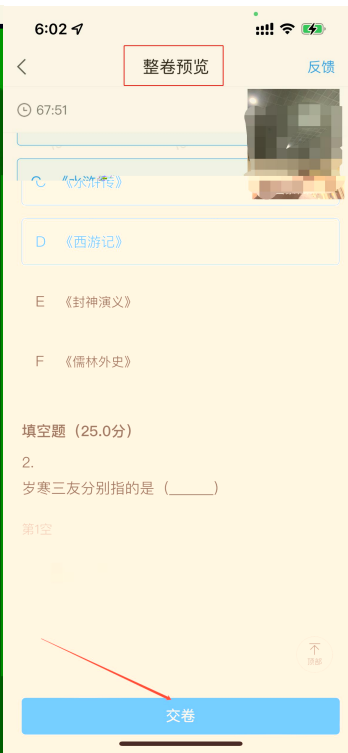 6:02
整卷预览
反馈
67:51
C 《水浒传》
D 《西游记》
E 《封神演义》
F 《儒林外史》
填空题（25.0分）
2.
岁寒三友分别指的是（______）
第1空
顶部
交卷